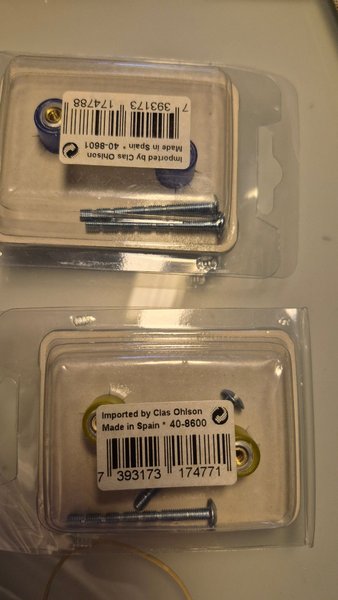 Imported by Clas Ohlson
Made in Spain * 40-8601
7 393173 174788
Imported by Clas Ohlson
Made in Spain * 40-8600
7 393173 174771